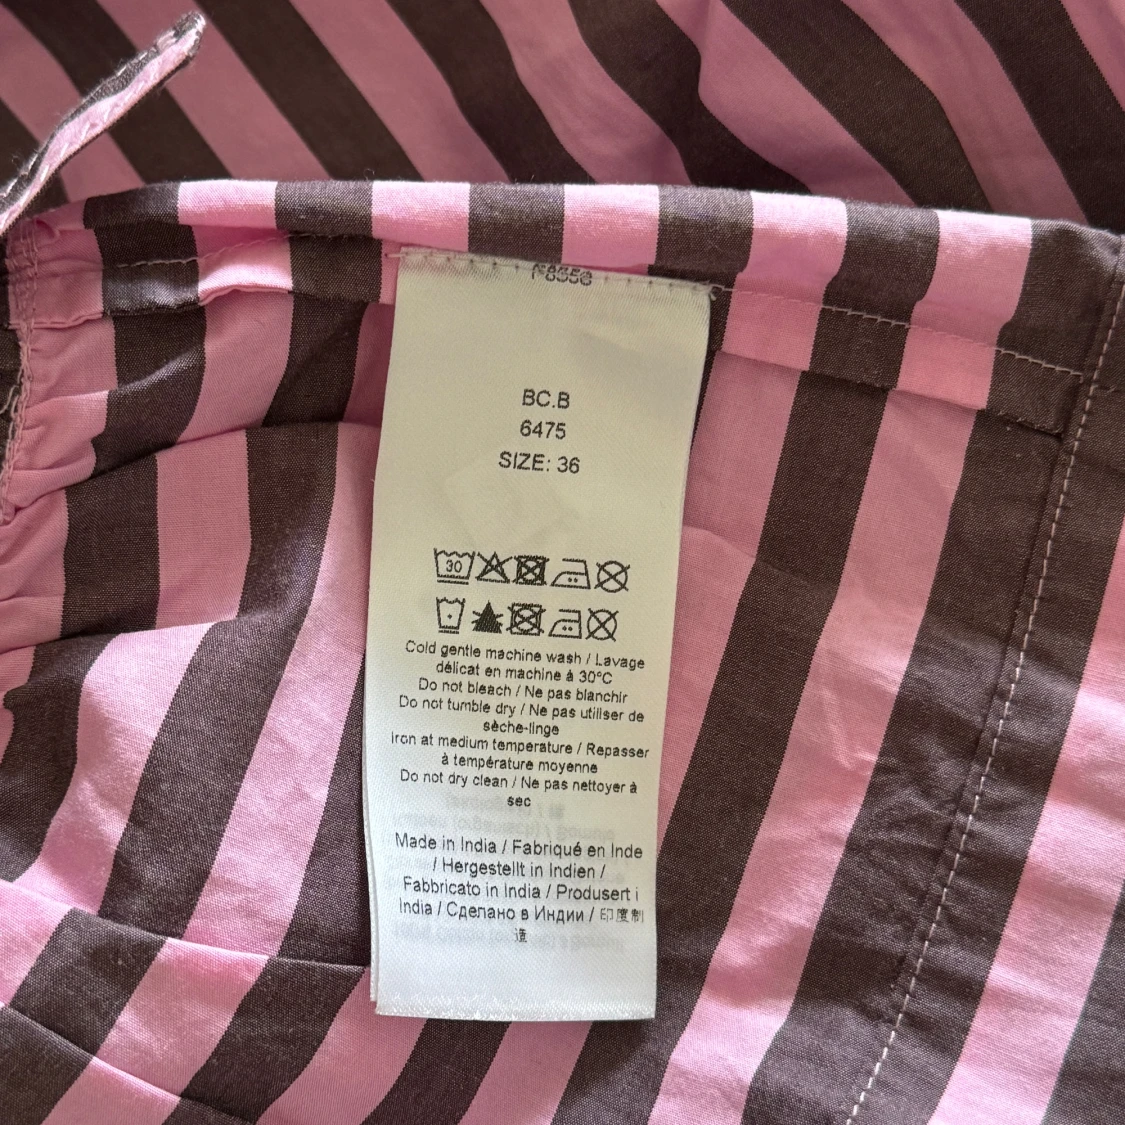 F8556
BC.B
6475
SIZE: 36
30
Cold gentle machine wash / Lavage
délicat en machine à 30°C
Do not bleach / Ne pas blanchir
Do not tumble dry / Ne pas utiliser de
sèche-linge
Iron at medium temperature / Repasser
à température moyenne
Do not dry clean / Ne pas nettoyer à
sec
Made in India / Fabriqué en Inde
/ Hergestellt in Indien /
Fabbricato in India / Produsert i
India / Сделано в Индии / 印度制
造